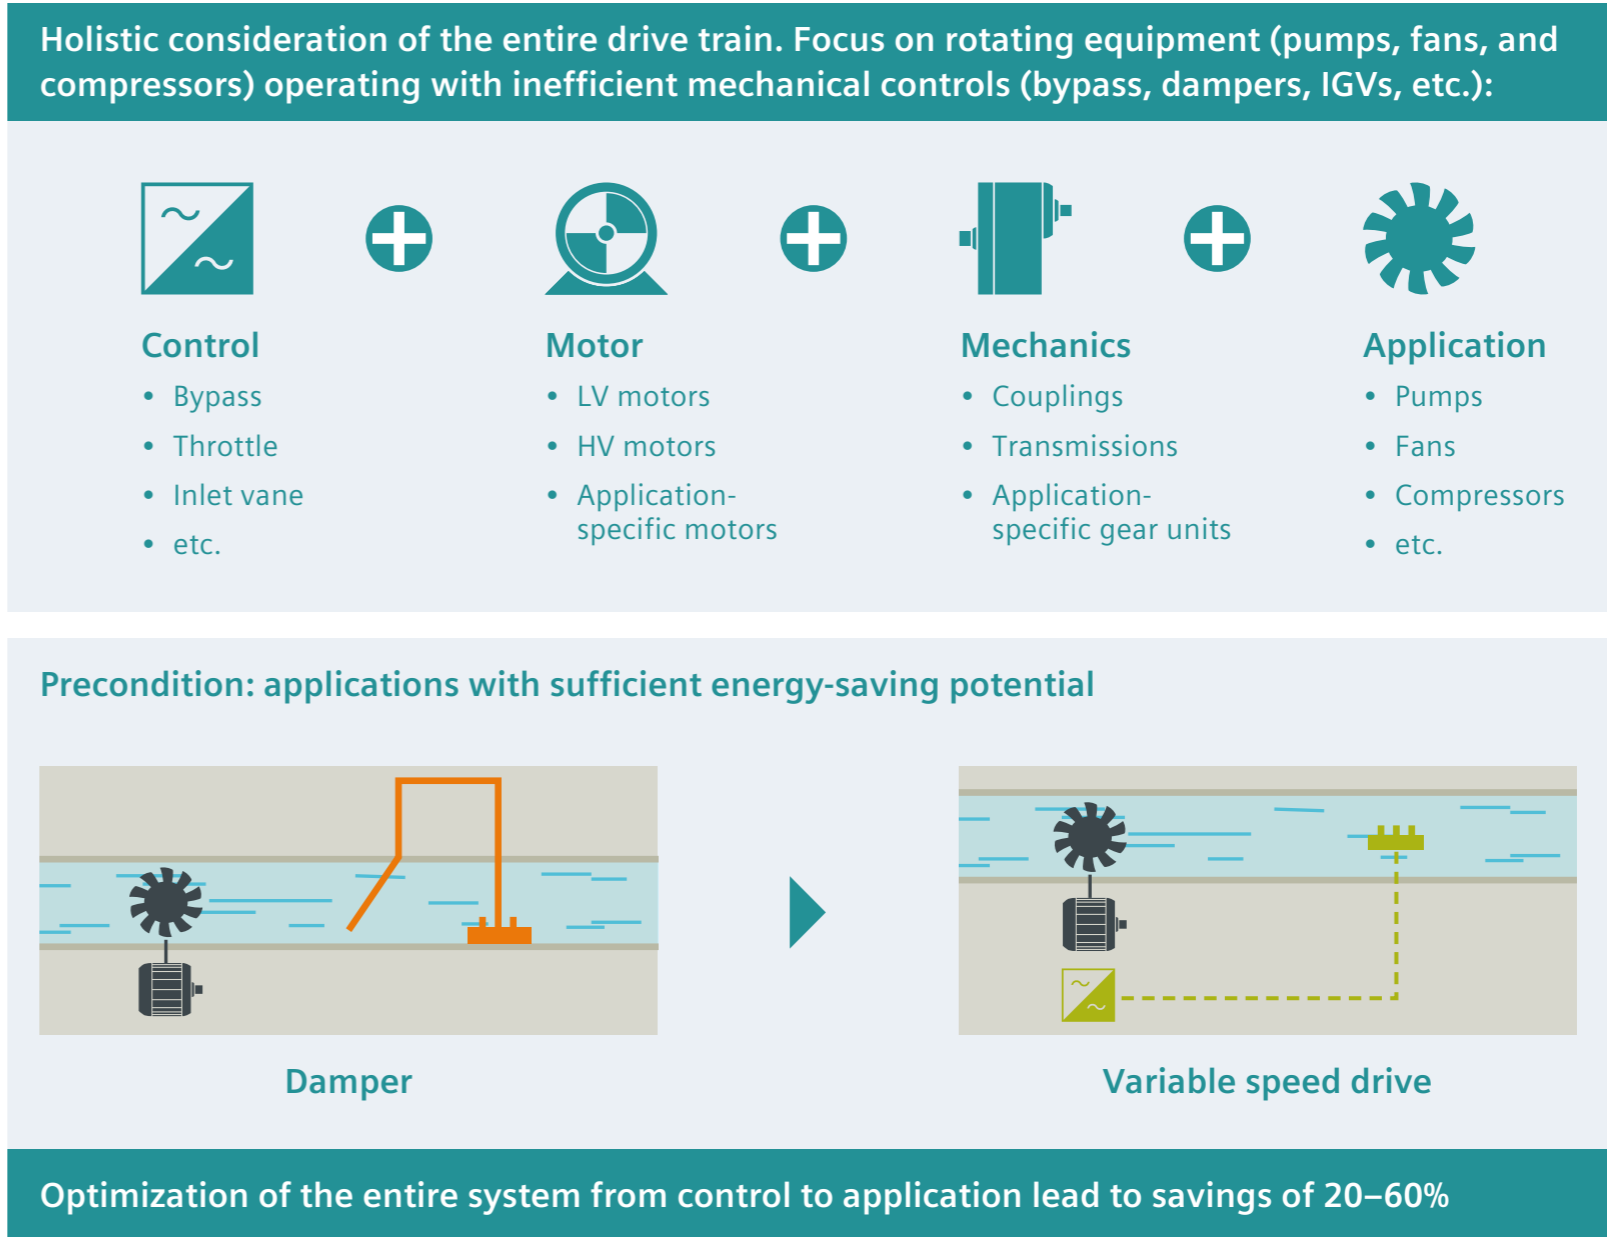 Holistic consideration of the entire drive train. Focus on rotating equipment (pumps, fans, and
compressors) operating with inefficient mechanical controls (bypass, dampers, IGVs, etc.):
Control
• Bypass
• Throttle
• Inlet vane
• etc.
Motor
• LV motors
• HV motors
• Application-
specific motors
Mechanics
• Couplings
• Transmissions
• Application-
specific gear units
Application
• Pumps
• Fans
• Compressors
• etc.
Precondition: applications with sufficient energy-saving potential
Damper
Variable speed drive
Optimization of the entire system from control to application lead to savings of 20–60%